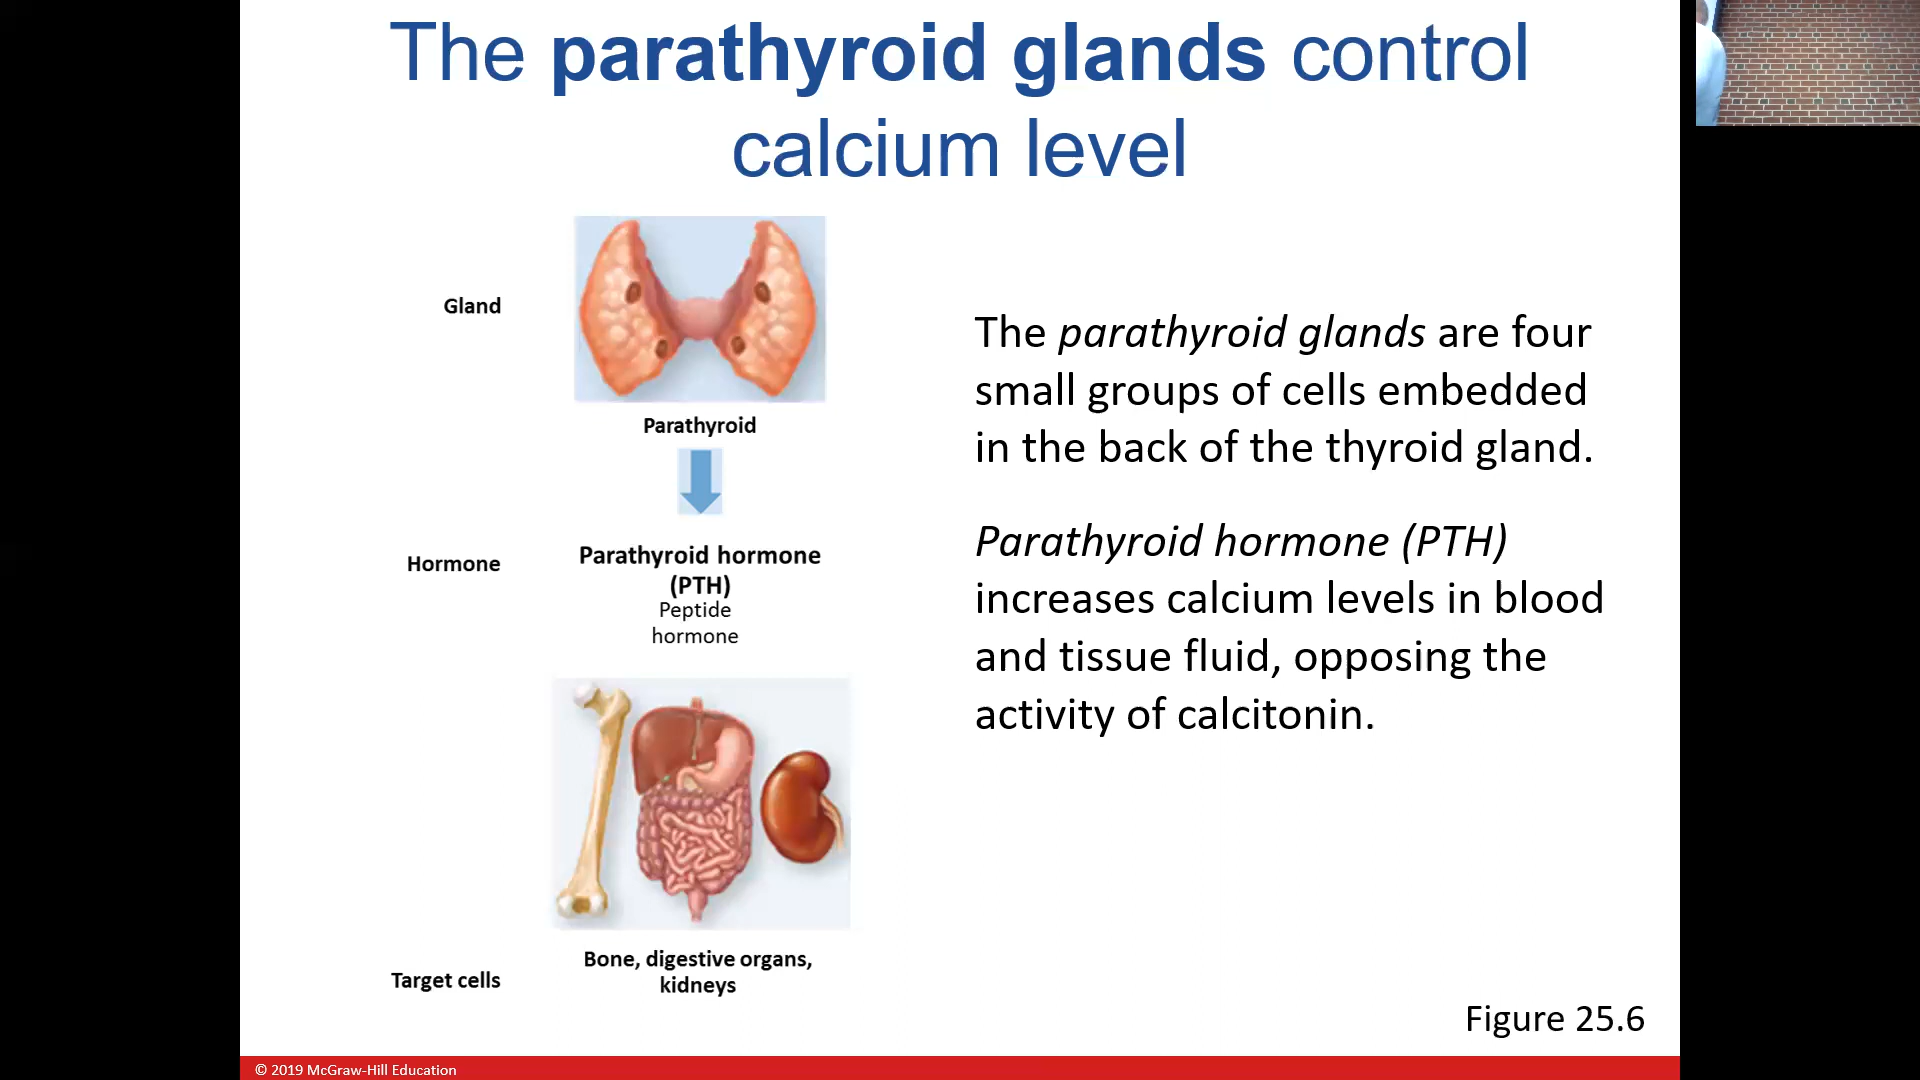 The parathyroid glands control
calcium level
Gland
Parathyroid
Hormone
Parathyroid hormone
(PTH)
Peptide
hormone
Target cells
Bone, digestive organs,
kidneys
The parathyroid glands are four
small groups of cells embedded
in the back of the thyroid gland.
Parathyroid hormone (PTH)
increases calcium levels in blood
and tissue fluid, opposing the
activity of calcitonin.
Figure 25.6
© 2019 McGraw-Hill Education